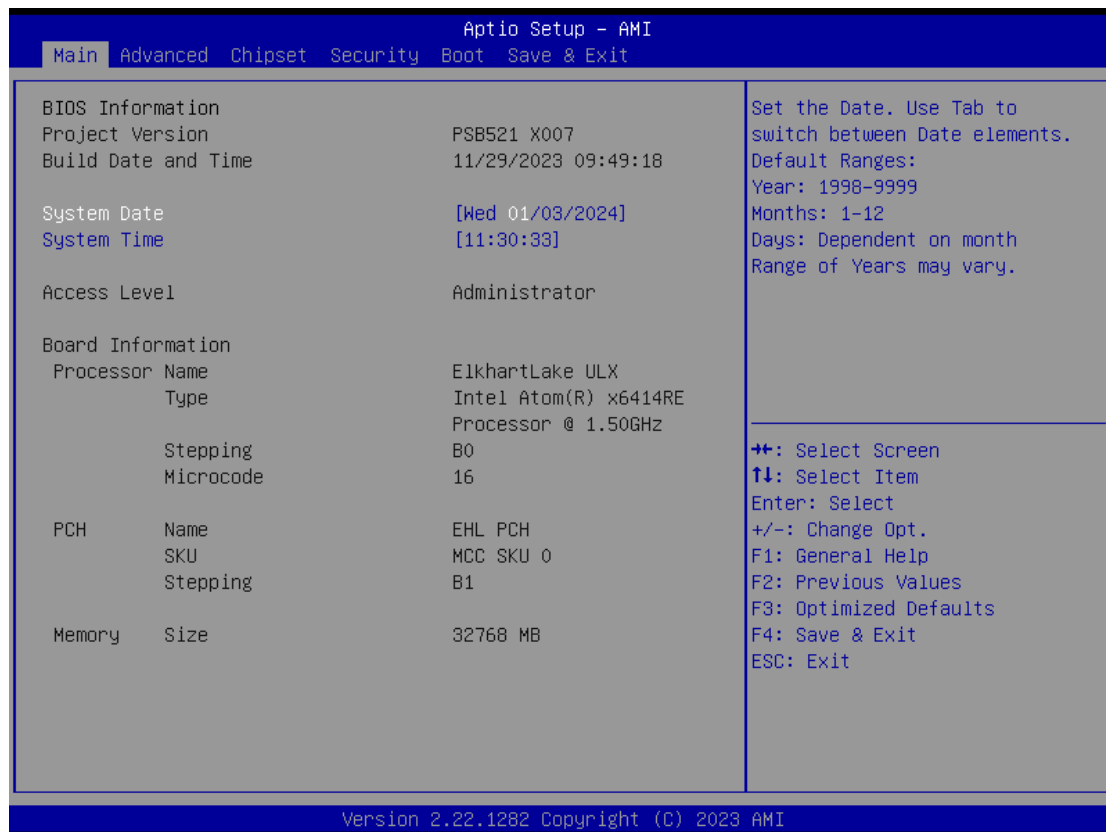 Aptio Setup - AMI
Main Advanced Chipset Security Boot Save & Exit
BIOS Information
Project Version PSB521 X007
Build Date and Time 11/29/2023 09:49:18
System Date [Wed 01/03/2024]
System Time [11:30:33]
Access Level Administrator
Board Information
Processor Name ElkhartLake ULX
Type Intel Atom(R) x6414RE
Processor @ 1.50GHz
Stepping B0
Microcode 16
PCH Name EHL PCH
SKU MCC SKU 0
Stepping B1
Memory Size 32768 MB
Set the Date. Use Tab to
switch between Date elements.
Default Ranges:
Year: 1998-9999
Months: 1-12
Days: Dependent on month
Range of Years may vary.
→←: Select Screen
↑↓: Select Item
Enter: Select
+/-: Change Opt.
F1: General Help
F2: Previous Values
F3: Optimized Defaults
F4: Save & Exit
ESC: Exit
Version 2.22.1282 Copyright (C) 2023 AMI